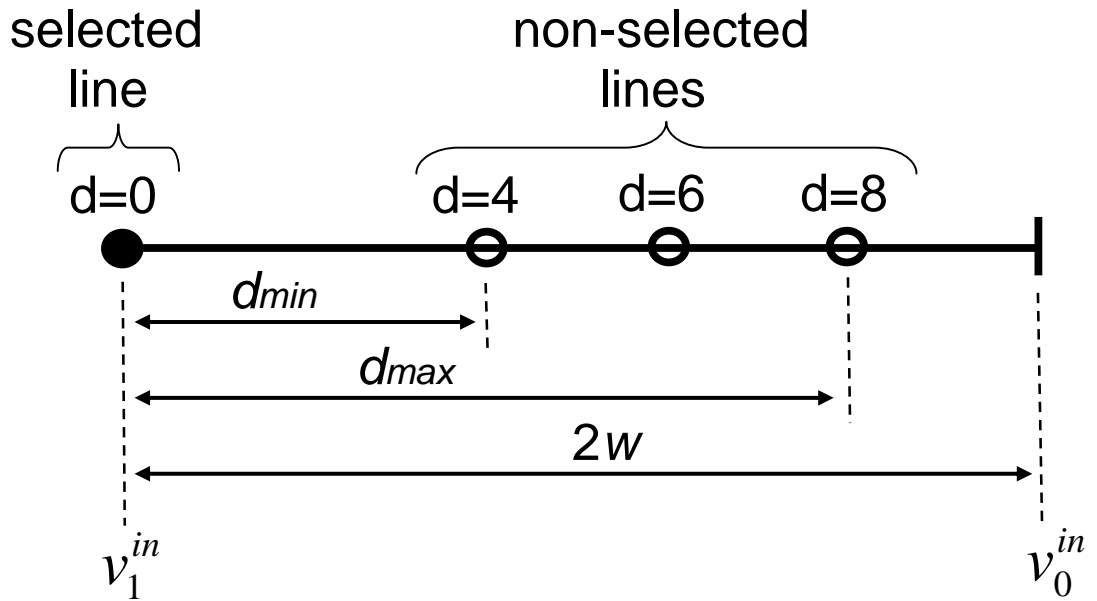 selected
line
non-selected
lines
d=0
d=4
d=6
d=8
dmin
dmax
2w
v₁ⁱⁿ
v₀ⁱⁿ